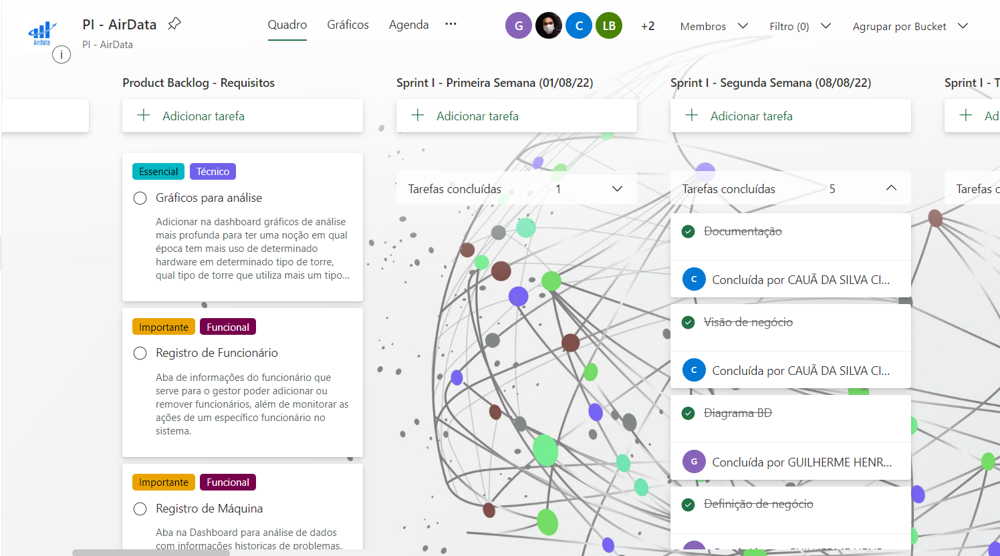 AirData
PI - AirData
PI - AirData
Quadro
Gráficos
Agenda
G
C
LB
+2
Membros
Filtro (0)
Agrupar por Bucket
Product Backlog - Requisitos
Adicionar tarefa
Essencial Técnico
Gráficos para análise
Adicionar na dashboard gráficos de análise
mais profunda para ter uma noção em qual
época tem mais uso de determinado
hardware em determinado tipo de torre,
qual tipo de torre que utiliza mais um tipo...
Importante Funcional
Registro de Funcionário
Aba de informações do funcionário que
serve para o gestor poder adicionar ou
remover funcionários, além de monitorar as
ações de um específico funcionário no
sistema.
Importante Funcional
Registro de Máquina
Aba na Dashboard para análise de dados
com informações historicas de problemas.
Sprint I - Primeira Semana (01/08/22)
Adicionar tarefa
Tarefas concluídas 1
Sprint I - Segunda Semana (08/08/22)
Adicionar tarefa
Tarefas concluídas 5
Documentação
C Concluída por CAUÃ DA SILVA CI...
Visão de negócio
C Concluída por CAUÃ DA SILVA CI...
Diagrama BD
G Concluída por GUILHERME HENR...
Definição de negócio
Sprint I - T
Ad
Tarefas c